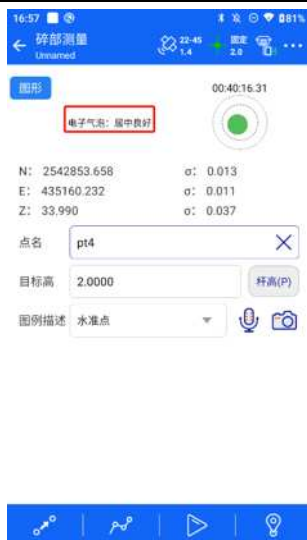 16:57 81%
碎部测量 22-45 固定
Unnamed 1.4 2.0
图形 00:40:16.31
电子气泡：居中良好
N： 2542853.658 σ： 0.013
E： 435160.232 σ： 0.011
Z： 33.990 σ： 0.037
点名 pt4
目标高 2.0000 杆高(P)
图例描述 水准点